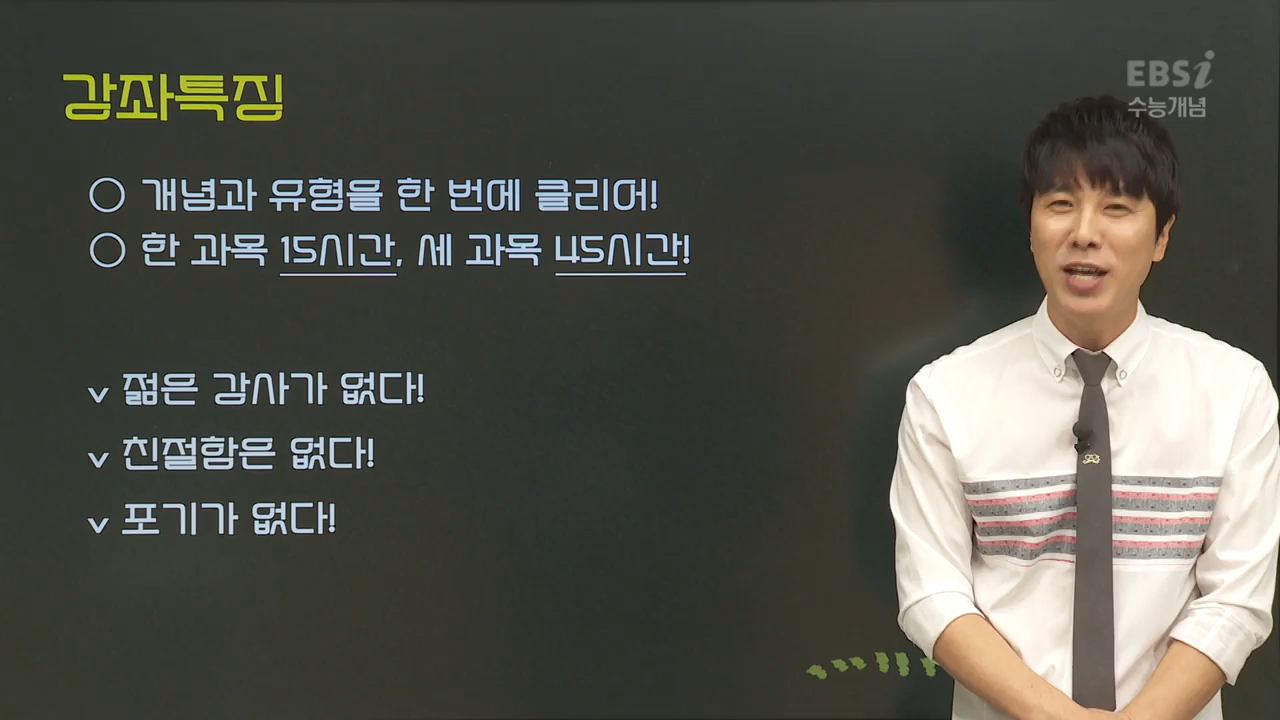 EBSi
수능개념
강좌특징
○ 개념과 유형을 한 번에 클리어!
○ 한 과목 15시간, 세 과목 45시간!
v 젊은 강사가 없다!
v 친절함은 없다!
v 포기가 없다!